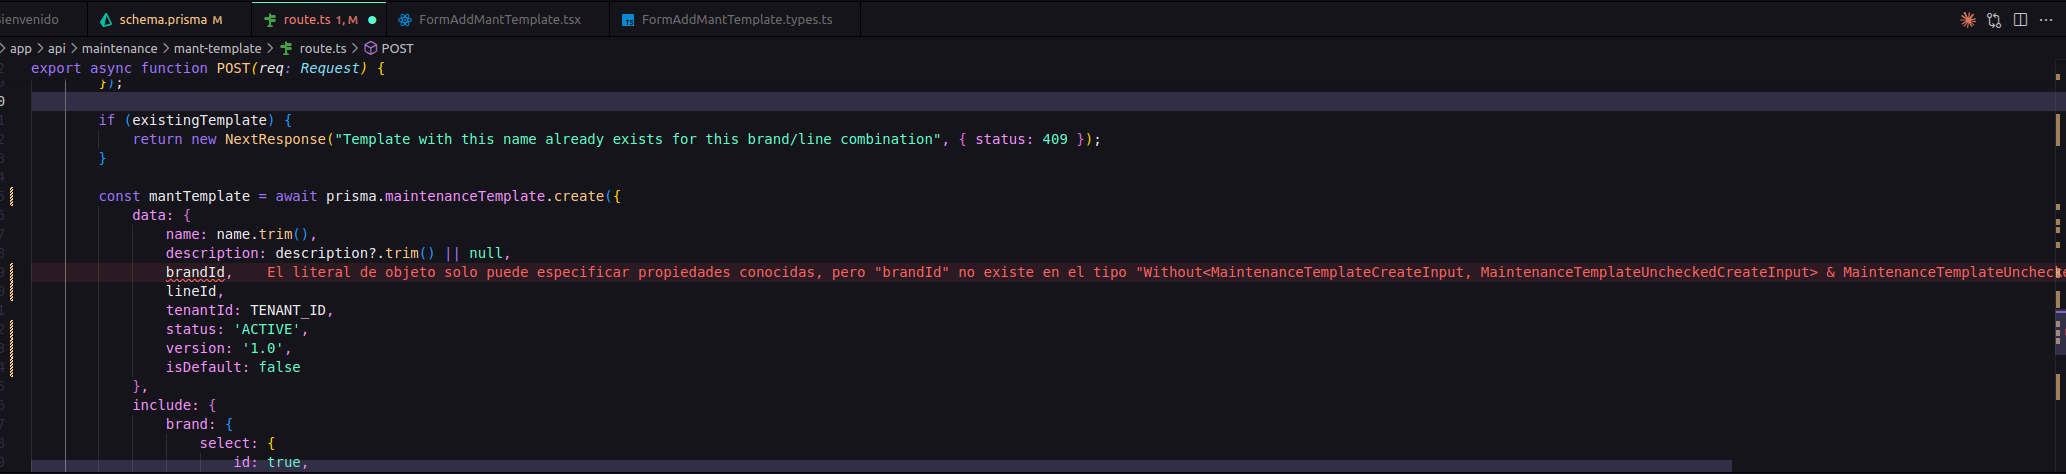 ienvenido schema.prisma M route.ts 1, M FormAddMantTemplate.tsx TS FormAddMantTemplate.types.ts ...
> app > api > maintenance > mant-template > route.ts > POST
export async function POST(req: Request) {
});
if (existingTemplate) {
return new NextResponse("Template with this name already exists for this brand/line combination", { status: 409 });
}
const mantTemplate = await prisma.maintenanceTemplate.create({
data: {
name: name.trim(),
description: description?.trim() || null,
brandId, El literal de objeto solo puede especificar propiedades conocidas, pero "brandId" no existe en el tipo "Without<MaintenanceTemplateCreateInput, MaintenanceTemplateUncheckedCreateInput> & MaintenanceTemplateUnchecke
lineId,
tenantId: TENANT_ID,
status: 'ACTIVE',
version: '1.0',
isDefault: false
},
include: {
brand: {
select: {
id: true,